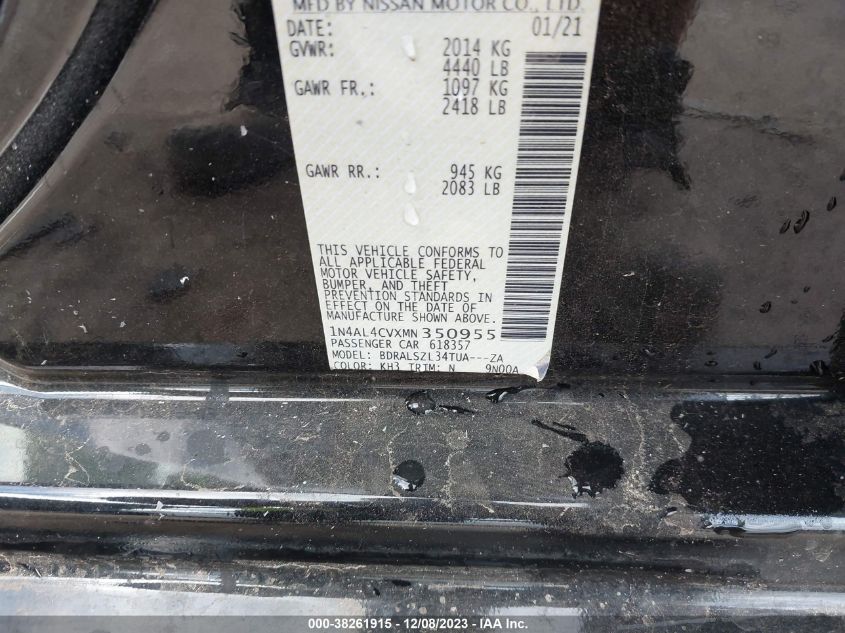 MFD BY NISSAN MOTOR CO., LTD.
DATE: 01/21
GVWR: 2014 KG
4440 LB
GAWR FR.: 1097 KG
2418 LB
GAWR RR.: 945 KG
2083 LB
THIS VEHICLE CONFORMS TO
ALL APPLICABLE FEDERAL
MOTOR VEHICLE SAFETY,
BUMPER, AND THEFT
PREVENTION STANDARDS IN
EFFECT ON THE DATE OF
MANUFACTURE SHOWN ABOVE.
1N4AL4CVXMN350955
PASSENGER CAR 618357
MODEL: BDRALSZL34TUA---ZA
COLOR: KH3 TRIM: N 9N00A
000-38261915 - 12/08/2023 - US